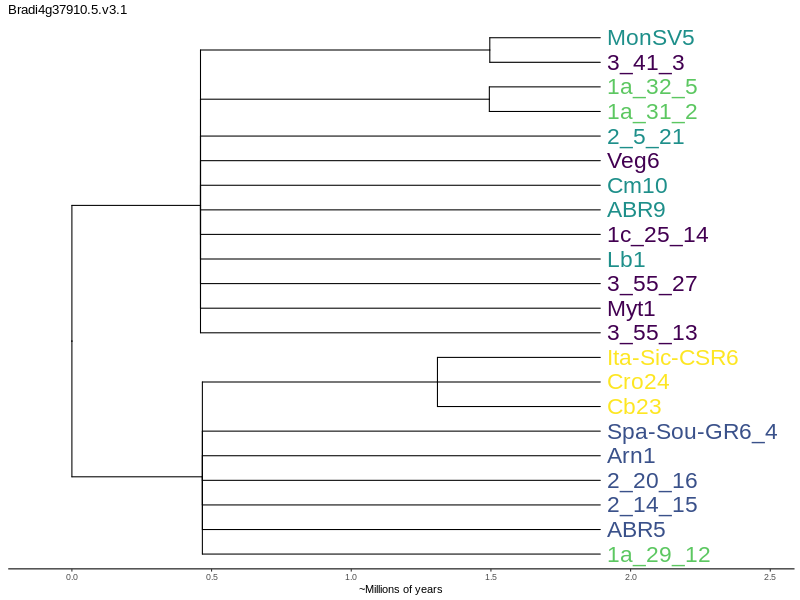 Bradi4g37910.5.v3.1
MonSV5
3_41_3
1a_32_5
1a_31_2
2_5_21
Veg6
Cm10
ABR9
1c_25_14
Lb1
3_55_27
Myt1
3_55_13
Ita-Sic-CSR6
Cro24
Cb23
Spa-Sou-GR6_4
Arn1
2_20_16
2_14_15
ABR5
1a_29_12
0.0 0.5 1.0 1.5 2.0 2.5
~Millions of years